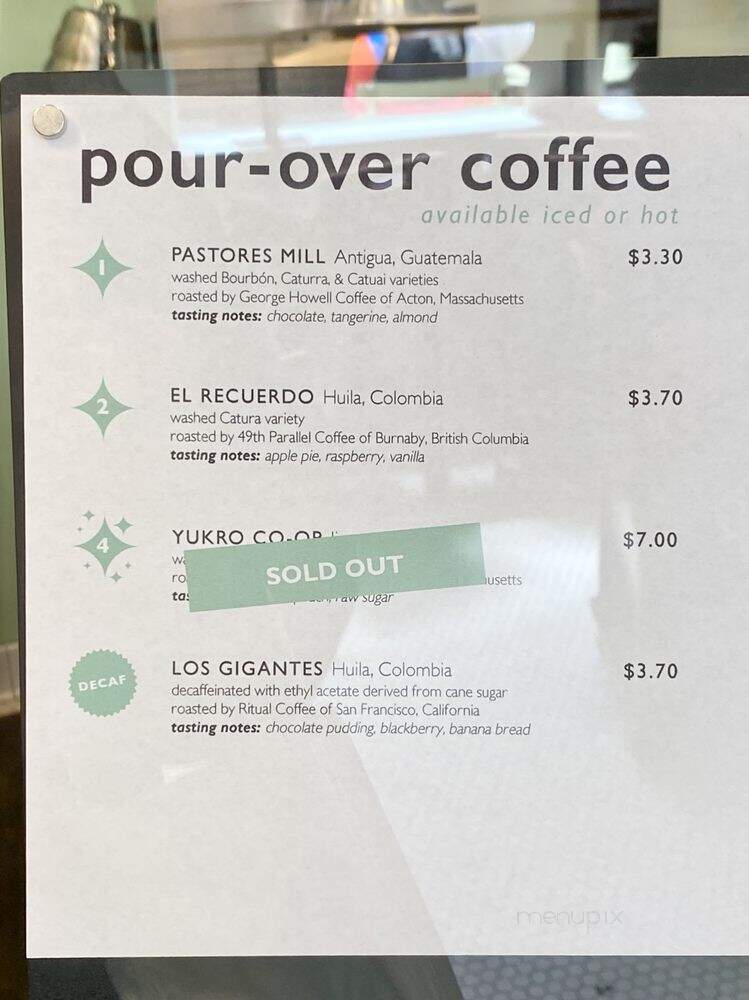 pour-over coffee
available iced or hot
1
PASTORES MILL Antigua, Guatemala $3.30
washed Bourbón, Caturra, & Catuai varieties
roasted by George Howell Coffee of Acton, Massachusetts
tasting notes: chocolate, tangerine, almond
2
EL RECUERDO Huila, Colombia $3.70
washed Catura variety
roasted by 49th Parallel Coffee of Burnaby, British Columbia
tasting notes: apple pie, raspberry, vanilla
4
YUKRO CO-OP $7.00
SOLD OUT
raw sugar
DECAF
LOS GIGANTES Huila, Colombia $3.70
decaffeinated with ethyl acetate derived from cane sugar
roasted by Ritual Coffee of San Francisco, California
tasting notes: chocolate pudding, blackberry, banana bread
menupix